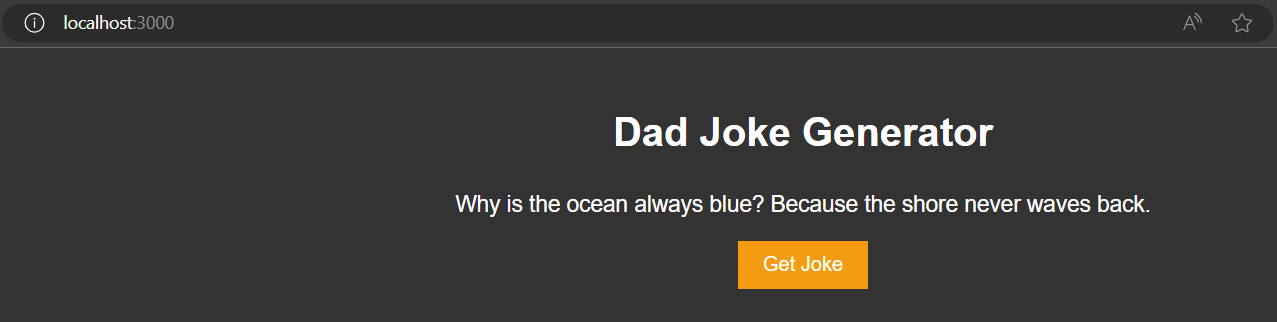 localhost:3000
Dad Joke Generator
Why is the ocean always blue? Because the shore never waves back.
Get Joke